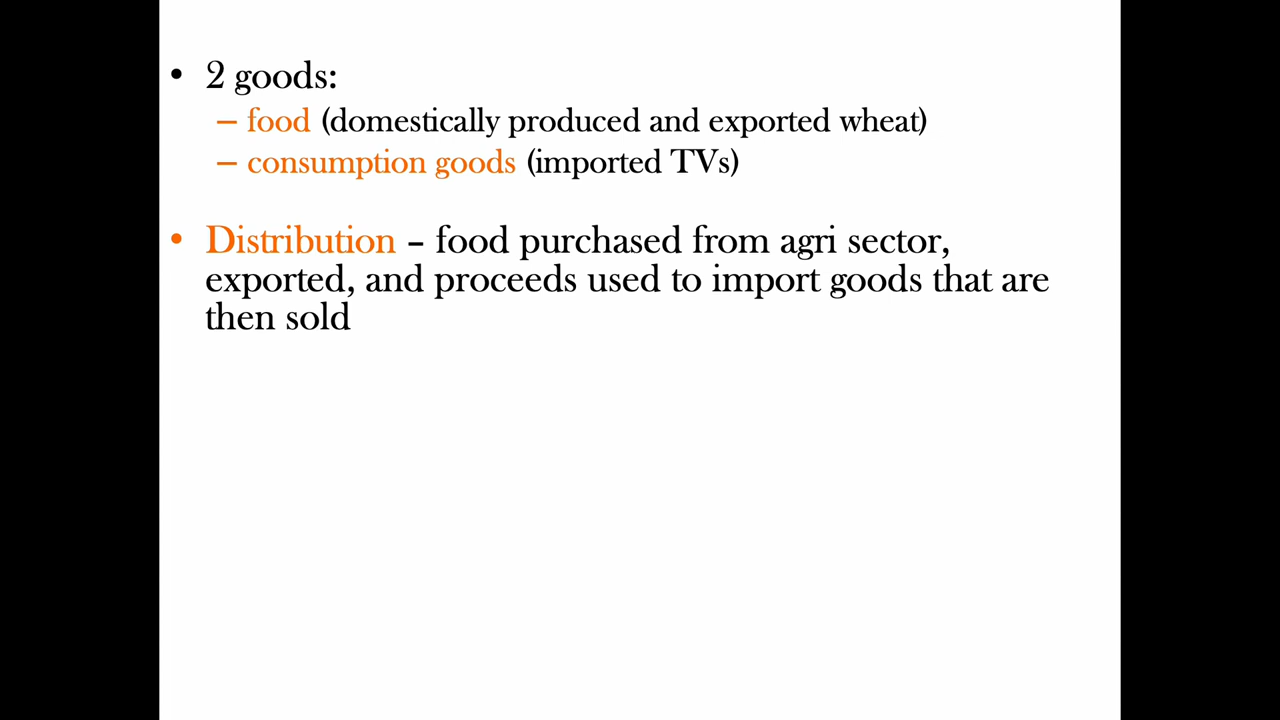 • 2 goods:
– food (domestically produced and exported wheat)
– consumption goods (imported TVs)
• Distribution – food purchased from agri sector,
exported, and proceeds used to import goods that are
then sold